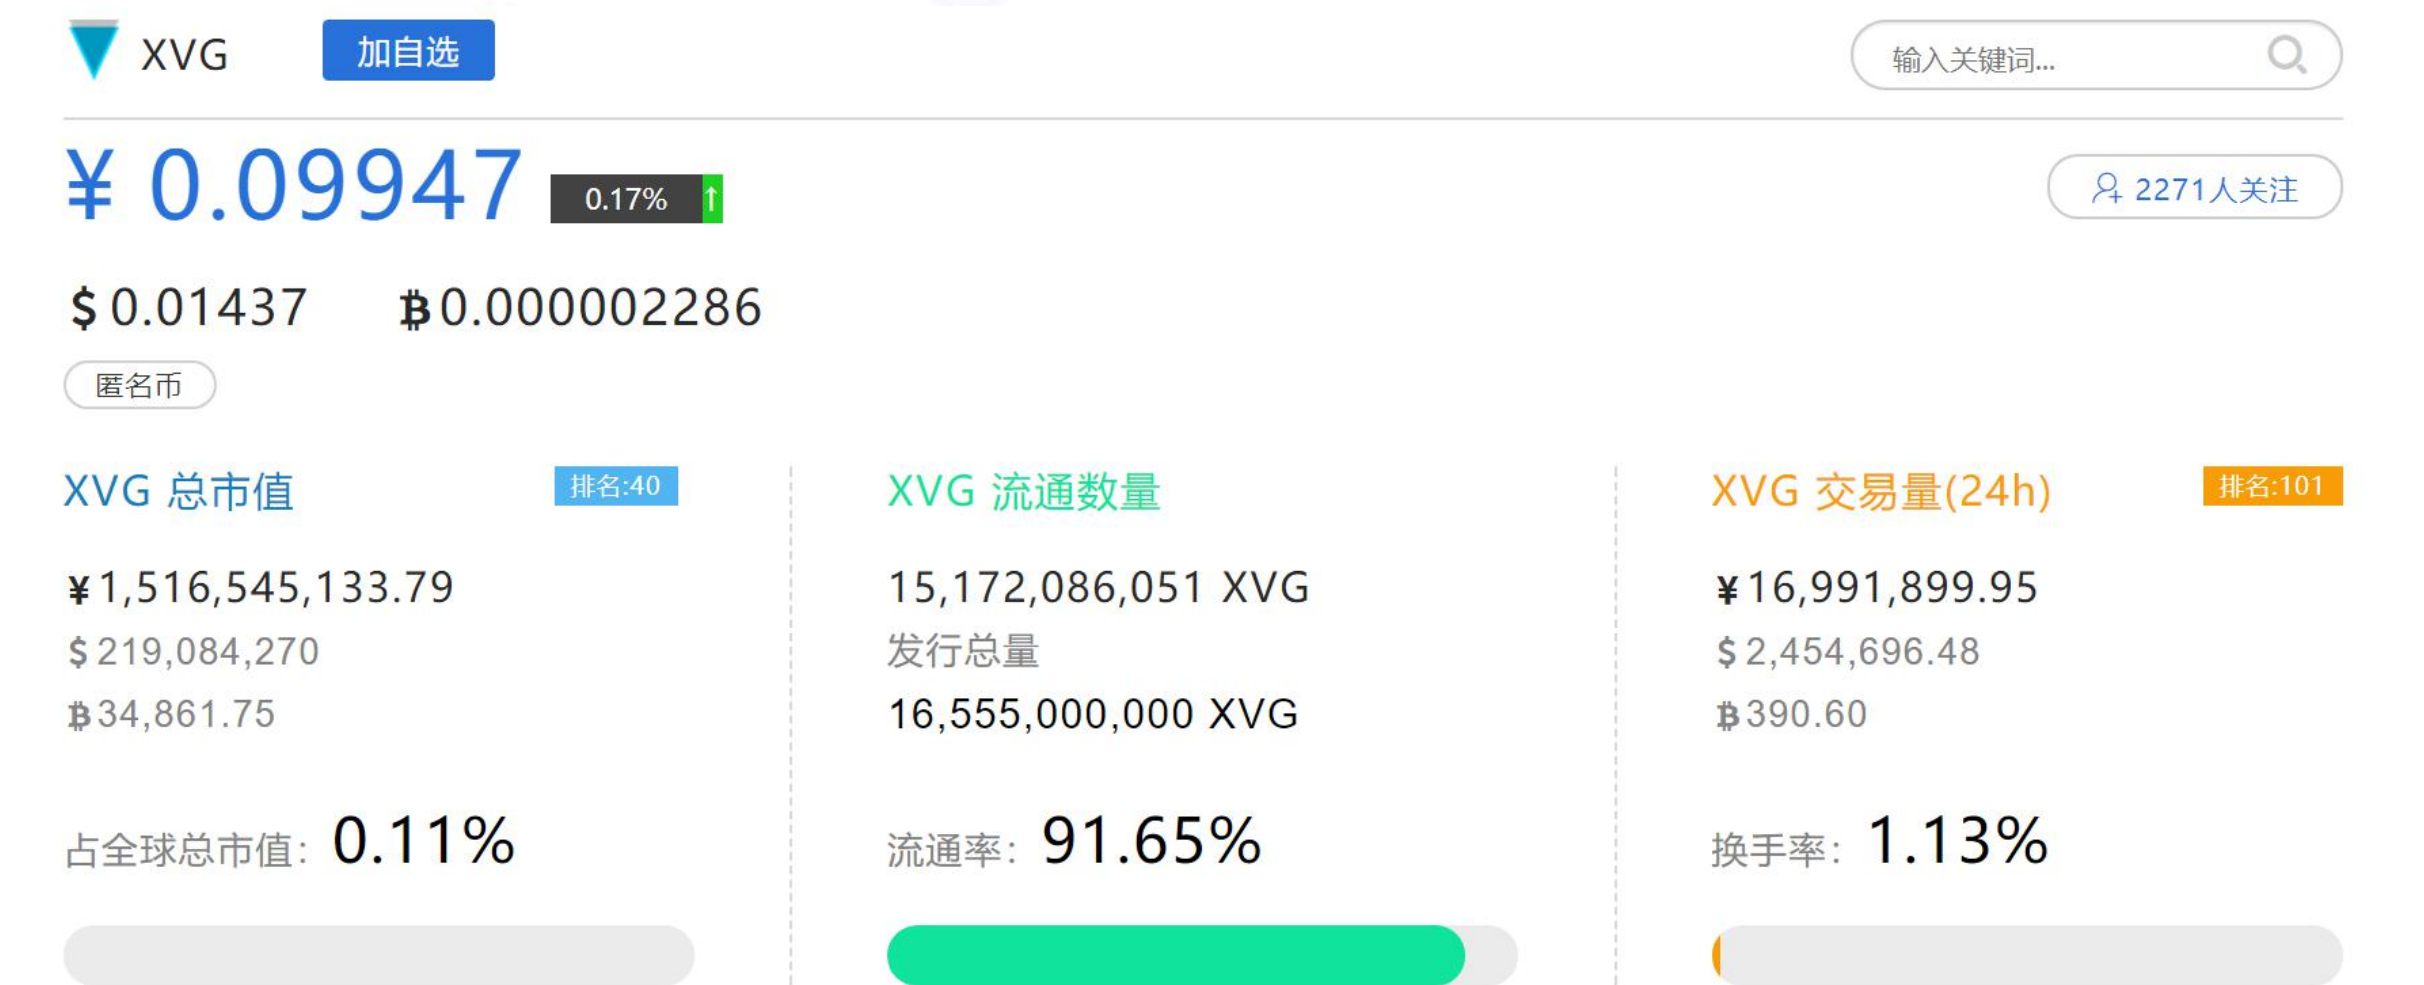 XVG 加自选 输入关键词...
¥ 0.09947 0.17% ↑ 2271人关注
$0.01437 ₿0.000002286
匿名币
XVG 总市值 排名:40
¥1,516,545,133.79
$219,084,270
₿34,861.75
占全球总市值: 0.11%
XVG 流通数量
15,172,086,051 XVG
发行总量
16,555,000,000 XVG
流通率: 91.65%
XVG 交易量(24h) 排名:101
¥16,991,899.95
$2,454,696.48
₿390.60
换手率: 1.13%